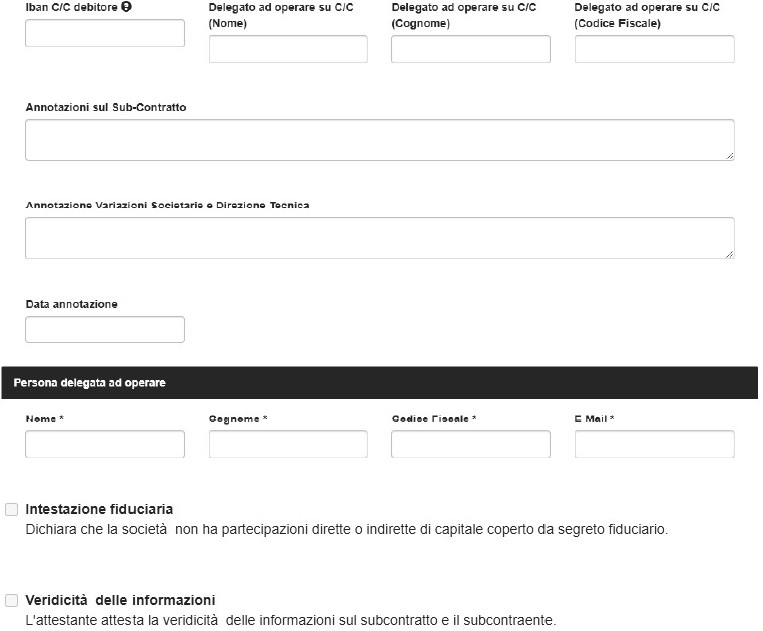 Iban C/C debitore ?
Delegato ad operare su C/C
(Nome)
Delegato ad operare su C/C
(Cognome)
Delegato ad operare su C/C
(Codice Fiscale)
Annotazioni sul Sub-Contratto
Annotazione Variazioni Societarie e Direzione Tecnica
Data annotazione
Persona delegata ad operare
Nome *
Cognome *
Codice Fiscale *
E Mail *
Intestazione fiduciaria
Dichiara che la società non ha partecipazioni dirette o indirette di capitale coperto da segreto fiduciario.
Veridicità delle informazioni
L'attestante attesta la veridicità delle informazioni sul subcontratto e il subcontraente.